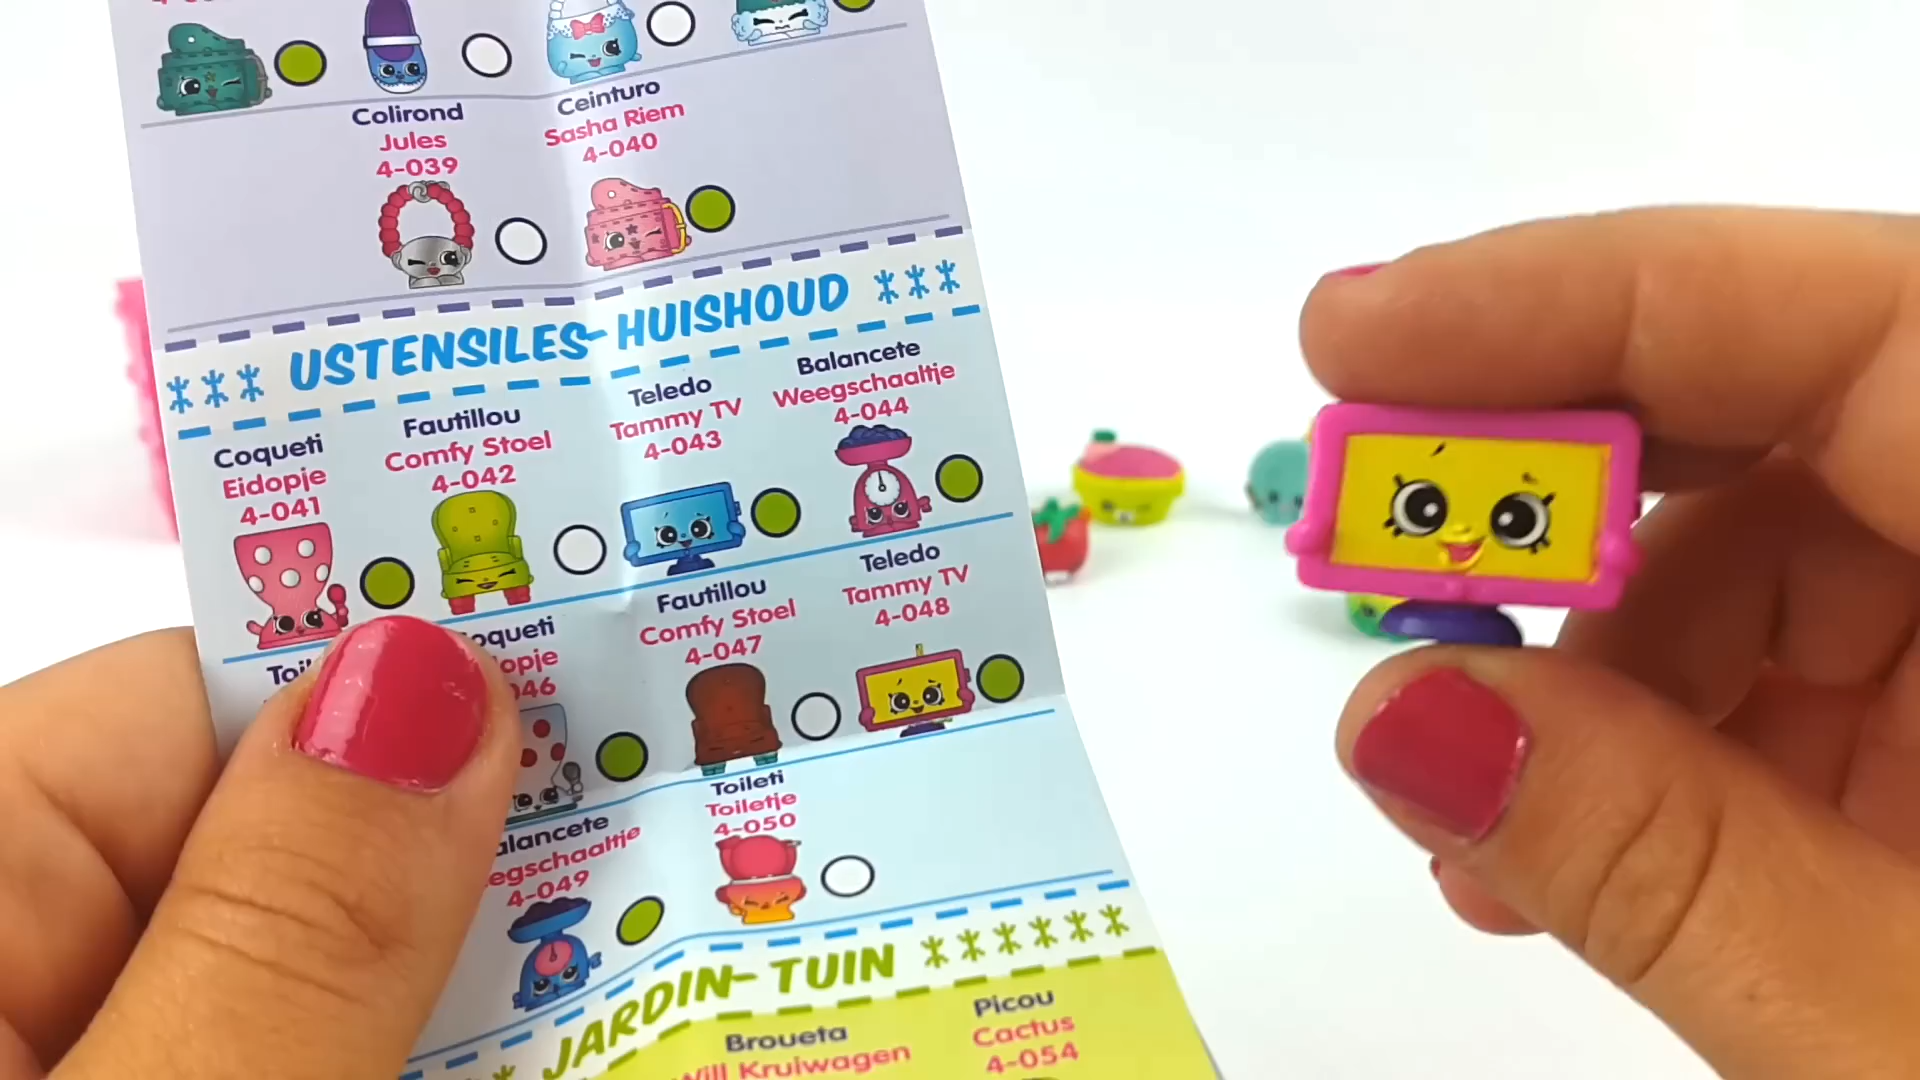 Colirond
Jules
4-039
Ceinturo
Sasha Riem
4-040
USTENSILES-HUISHOUD
Coqueti
Eidopje
4-041
Fautillou
Comfy Stoel
4-042
Teledo
Tammy TV
4-043
Balancete
Weegschaaltje
4-044
Fautillou
Comfy Stoel
4-047
Teledo
Tammy TV
4-048
4-049
Toileti
Toiletje
4-050
JARDIN-TUIN
Broueta
Will Kruiwagen
Picou
Cactus
4-054